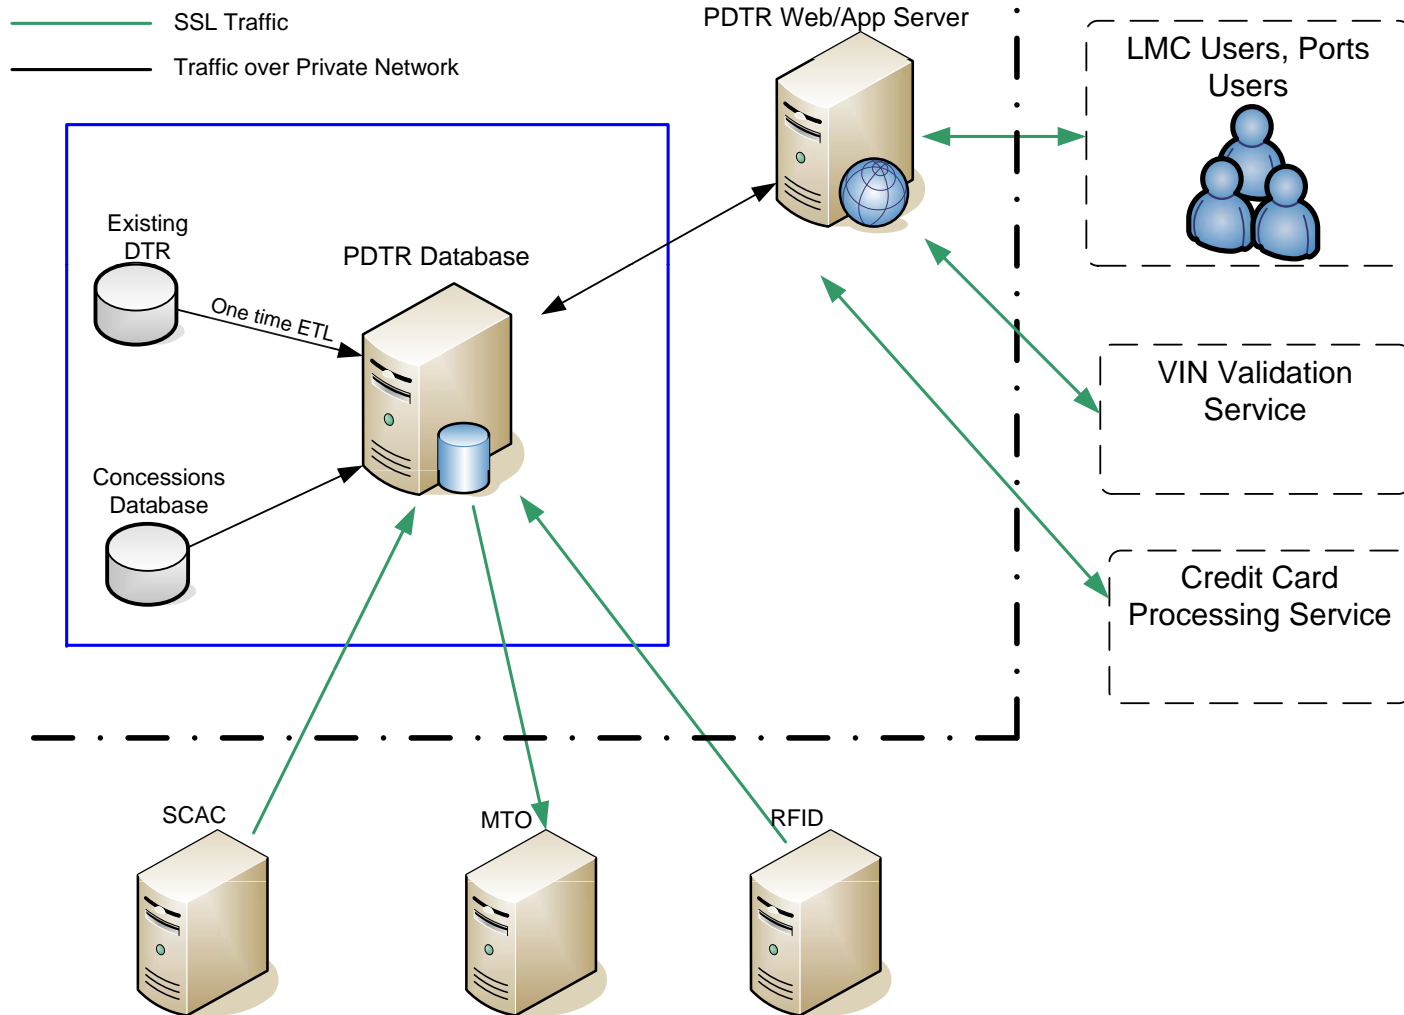 SSL Traffic
Traffic over Private Network
PDTR Web/App Server
LMC Users, Ports
Users
Existing
DTR
PDTR Database
One time ETL
VIN Validation
Service
Concessions
Database
Credit Card
Processing Service
SCAC
MTO
RFID